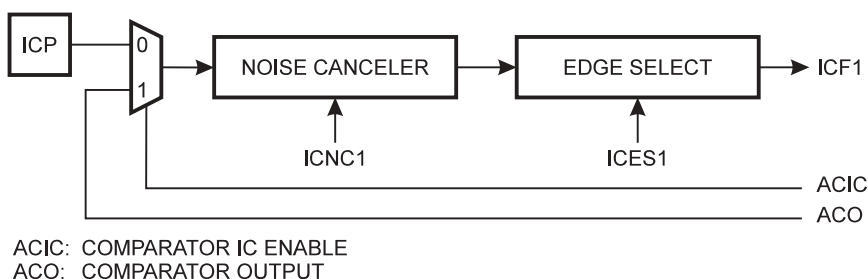 ICP
0
1
NOISE CANCELER
EDGE SELECT
ICF1
ICNC1
ICES1
ACIC
ACO
ACIC: COMPARATOR IC ENABLE
ACO: COMPARATOR OUTPUT